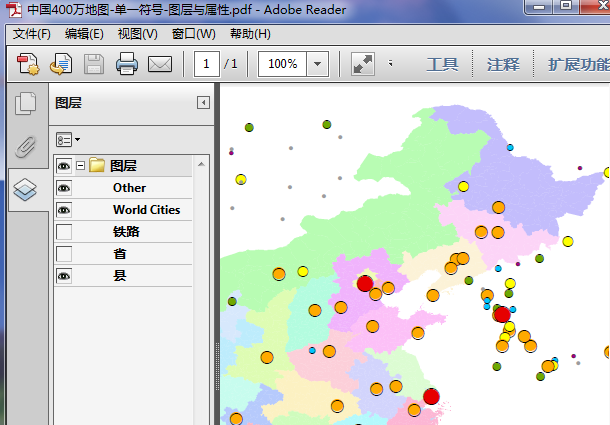 中国400万地图-单一符号-图层与属性.pdf - Adobe Reader
文件(F) 编辑(E) 视图(V) 窗口(W) 帮助(H)
1 / 1 100% 工具 注释 扩展功能
图层
图层
Other
World Cities
铁路
省
县